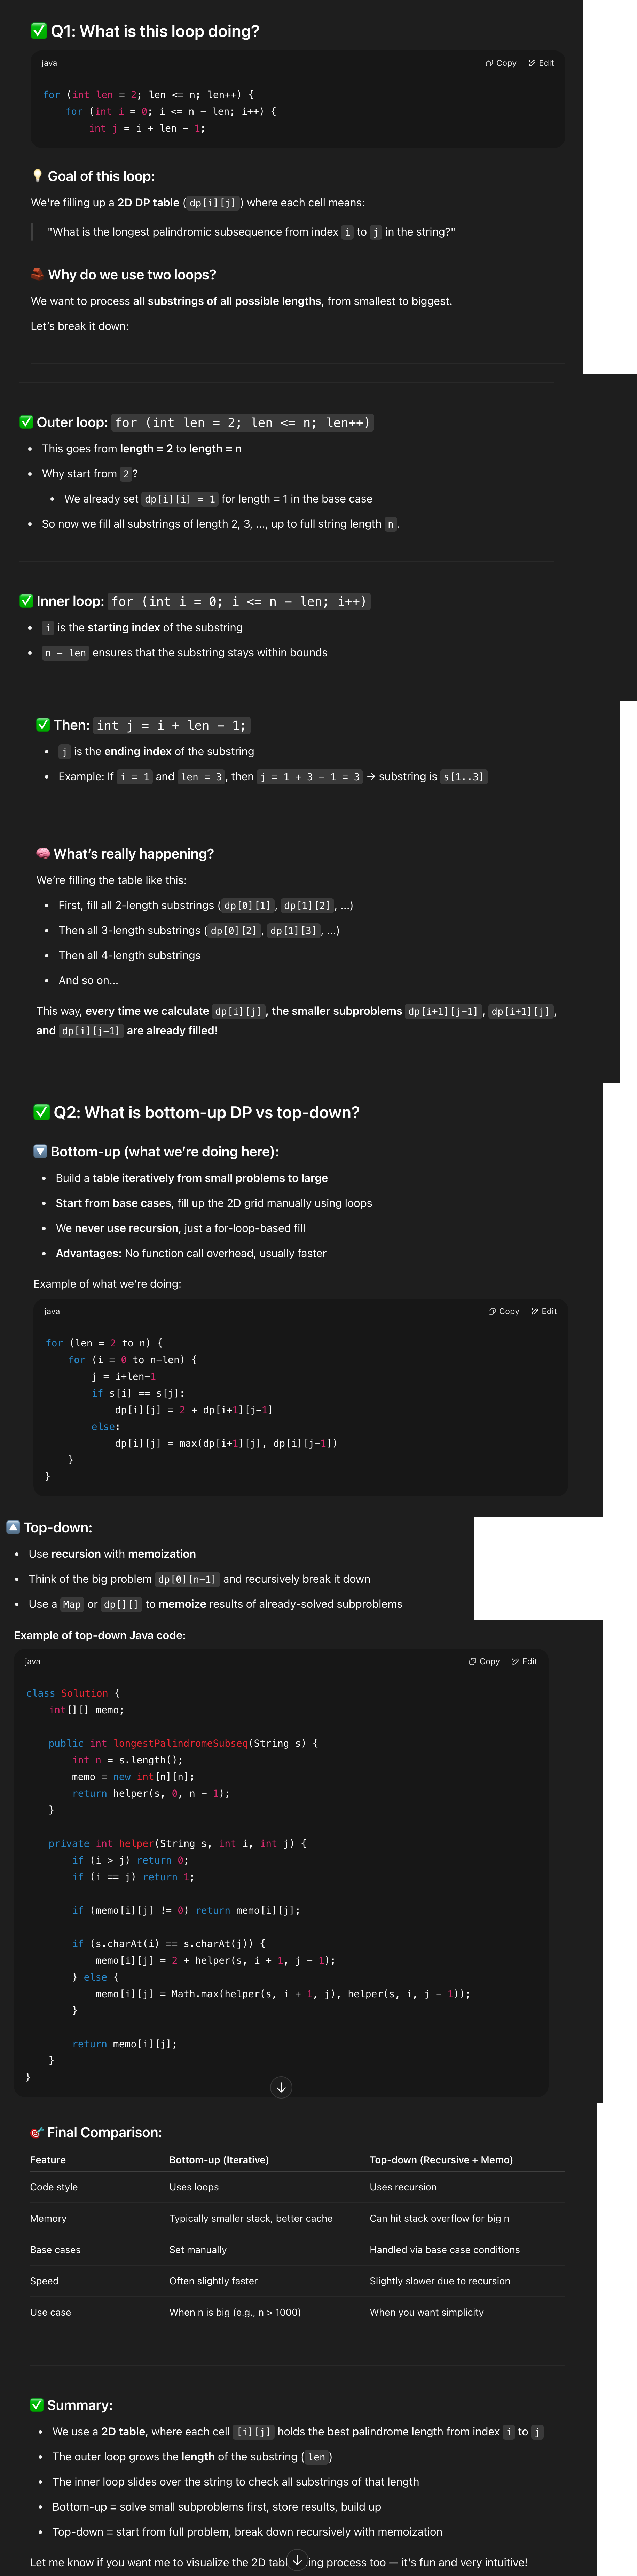 ✅ Q1: What is this loop doing?
java
Copy
Edit
for (int len = 2; len <= n; len++) {
    for (int i = 0; i <= n - len; i++) {
        int j = i + len - 1;
💡 Goal of this loop:
We're filling up a 2D DP table (dp[i][j]) where each cell means:
"What is the longest palindromic subsequence from index i to j in the string?"
Why do we use two loops?
We want to process all substrings of all possible lengths, from smallest to biggest.
Let's break it down:
✅ Outer loop: for (int len = 2; len <= n; len++)
• This goes from length = 2 to length = n
• Why start from 2?
• We already set dp[i][i] = 1 for length = 1 in the base case
• So now we fill all substrings of length 2, 3, ..., up to full string length n.
✅ Inner loop: for (int i = 0; i <= n - len; i++)
• i is the starting index of the substring
• n - len ensures that the substring stays within bounds
✅ Then: int j = i + len - 1;
• j is the ending index of the substring
• Example: If i = 1 and len = 3, then j = 1 + 3 - 1 = 3 → substring is s[1..3]
🧠 What's really happening?
We're filling the table like this:
• First, fill all 2-length substrings (dp[0][1], dp[1][2], ...)
• Then all 3-length substrings (dp[0][2], dp[1][3], ...)
• Then all 4-length substrings
• And so on...
This way, every time we calculate dp[i][j], the smaller subproblems dp[i+1][j-1], dp[i+1][j],
and dp[i][j-1] are already filled!
✅ Q2: What is bottom-up DP vs top-down?
🔽 Bottom-up (what we're doing here):
• Build a table iteratively from small problems to large
• Start from base cases, fill up the 2D grid manually using loops
• We never use recursion, just a for-loop-based fill
• Advantages: No function call overhead, usually faster
Example of what we're doing:
java
Copy
Edit
for (len = 2 to n) {
    for (i = 0 to n-len) {
        j = i+len-1
        if s[i] == s[j]:
            dp[i][j] = 2 + dp[i+1][j-1]
        else:
            dp[i][j] = max(dp[i+1][j], dp[i][j-1])
    }
}
🔼 Top-down:
• Use recursion with memoization
• Think of the big problem dp[0][n-1] and recursively break it down
• Use a Map or dp[][] to memoize results of already-solved subproblems
Example of top-down Java code:
java
Copy
Edit
class Solution {
    int[][] memo;
    public int longestPalindromeSubseq(String s) {
        int n = s.length();
        memo = new int[n][n];
        return helper(s, 0, n - 1);
    }
    private int helper(String s, int i, int j) {
        if (i > j) return 0;
        if (i == j) return 1;
        if (memo[i][j] != 0) return memo[i][j];
        if (s.charAt(i) == s.charAt(j)) {
            memo[i][j] = 2 + helper(s, i + 1, j - 1);
        } else {
            memo[i][j] = Math.max(helper(s, i + 1, j), helper(s, i, j - 1));
        }
        return memo[i][j];
    }
}
🎯 Final Comparison:
Feature Bottom-up (Iterative) Top-down (Recursive + Memo)
Code style Uses loops Uses recursion
Memory Typically smaller stack, better cache Can hit stack overflow for big n
Base cases Set manually Handled via base case conditions
Speed Often slightly faster Slightly slower due to recursion
Use case When n is big (e.g., n > 1000) When you want simplicity
✅ Summary:
• We use a 2D table, where each cell [i][j] holds the best palindrome length from index i to j
• The outer loop grows the length of the substring (len)
• The inner loop slides over the string to check all substrings of that length
• Bottom-up = solve small subproblems first, store results, build up
• Top-down = start from full problem, break down recursively with memoization
Let me know if you want me to visualize the 2D process too — it's fun and very intuitive!